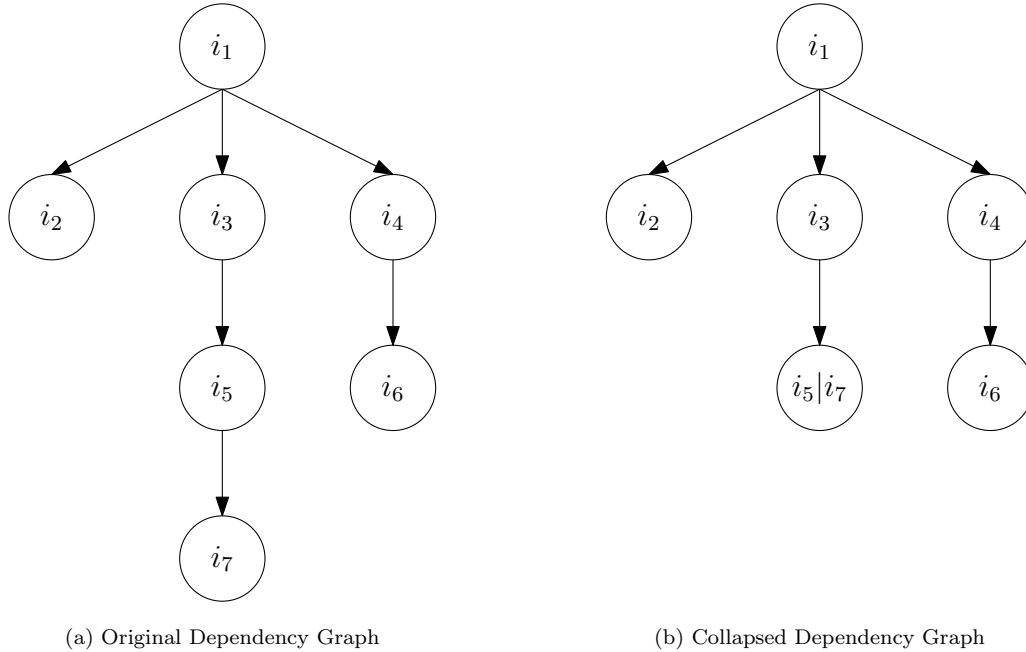 i₁
i₂ i₃ i₄
i₅ i₆
i₇
(a) Original Dependency Graph
i₁
i₂ i₃ i₄
i₅|i₇ i₆
(b) Collapsed Dependency Graph